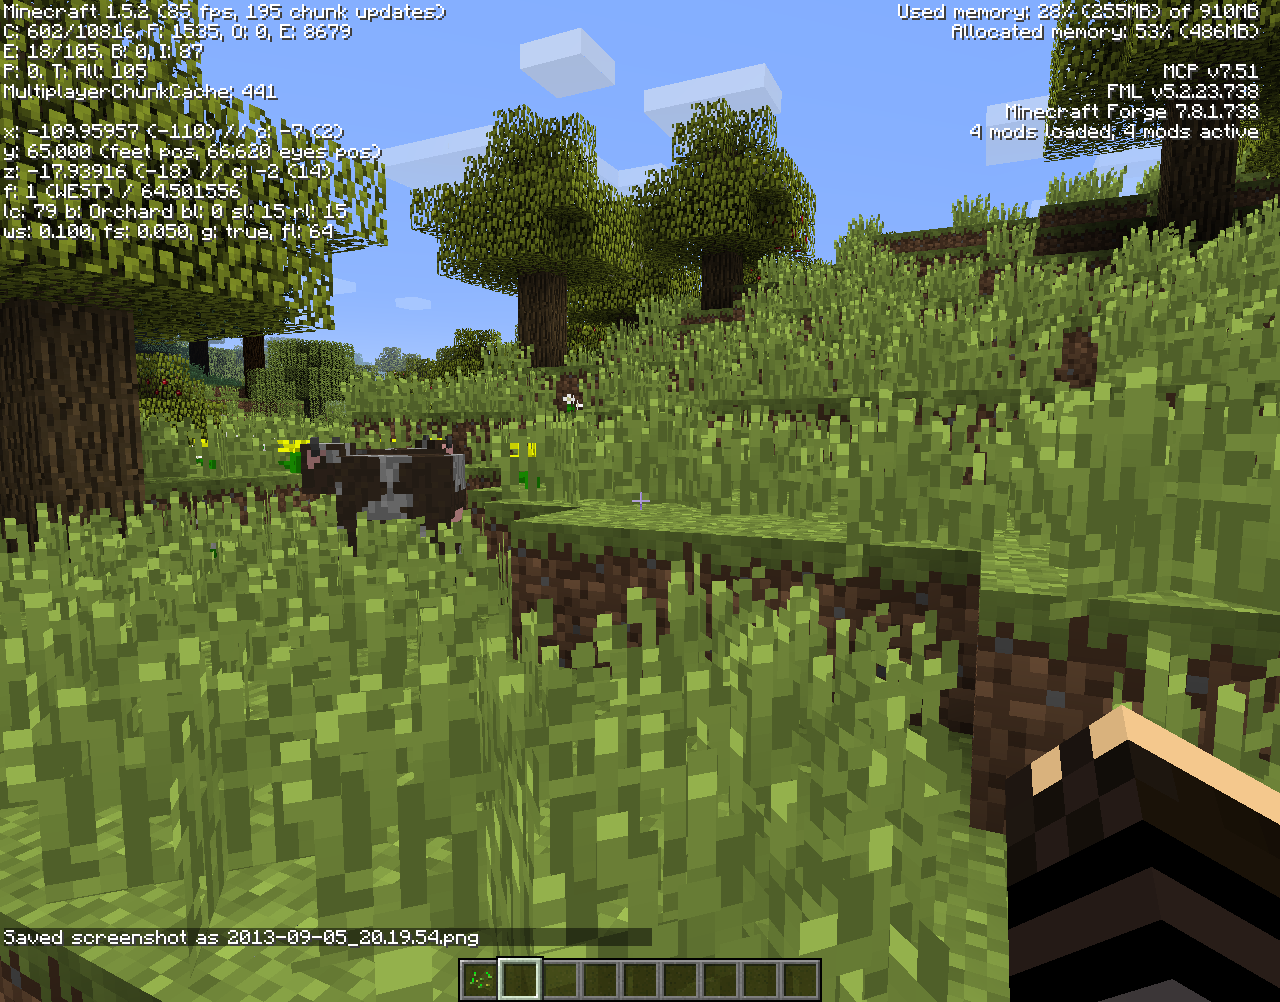 Minecraft 1.5.2 (85 fps, 195 chunk updates)
C: 602/10816, F: 1535, O: 0, E: 8679
E: 18/105, B: 0, I: 87
P: 0, T: All: 105
MultiplayerChunkCache: 441
x: -109.95957 (-110) // c: -7 (2)
y: 65.000 (feet pos, 66.620 eyes pos)
z: -17.93916 (-18) // c: -2 (14)
f: 1 (WEST) / 64.501556
lc: 79 b: Orchard bl: 0 sl: 15 rl: 15
ws: 0.100, fs: 0.050, g: true, fl: 64
Used memory: 28% (255MB) of 910MB
Allocated memory: 53% (486MB)
MCP v7.51
FML v5.2.23.738
Minecraft Forge 7.8.1.738
4 mods loaded, 4 mods active
Saved screenshot as 2013-09-05_20.19.54.png